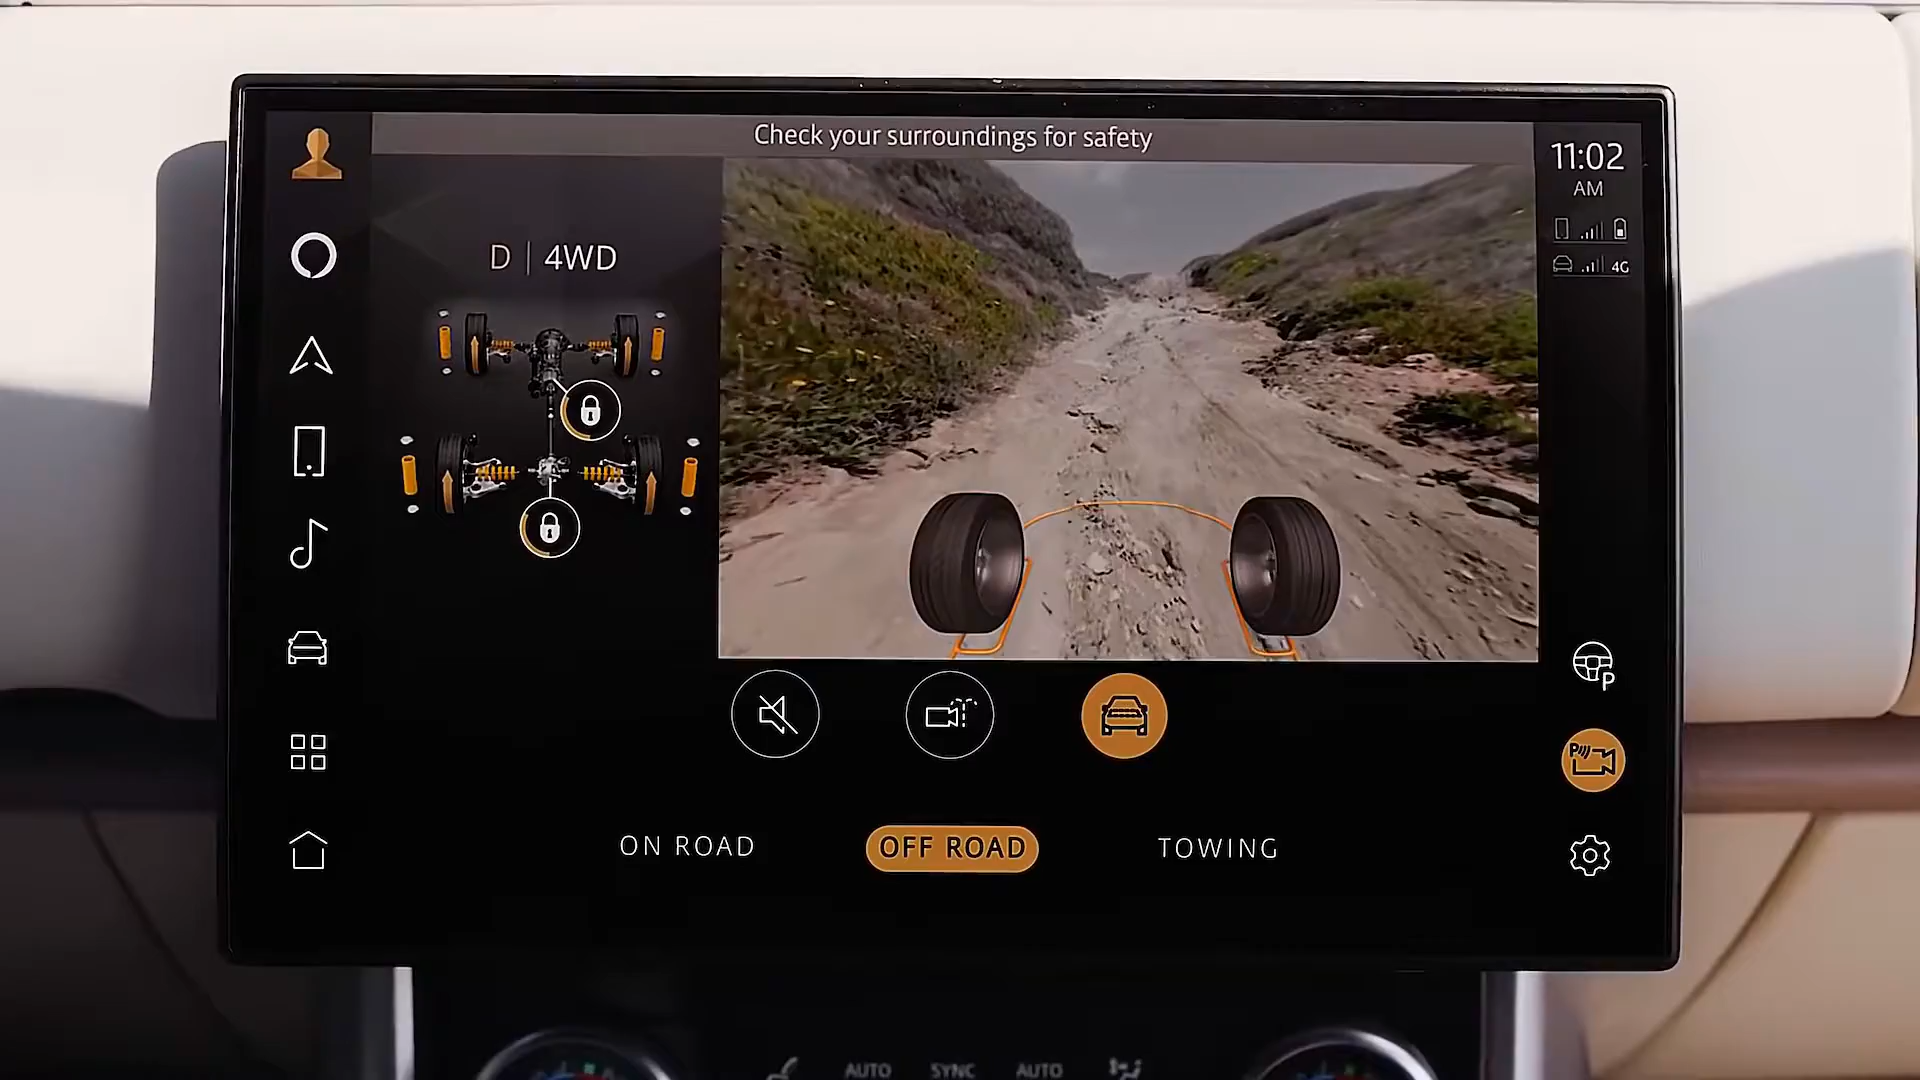 Check your surroundings for safety
11:02
AM
D | 4WD
4G
P
P
ON ROAD
OFF ROAD
TOWING
AUTO
SYNC
AUTO